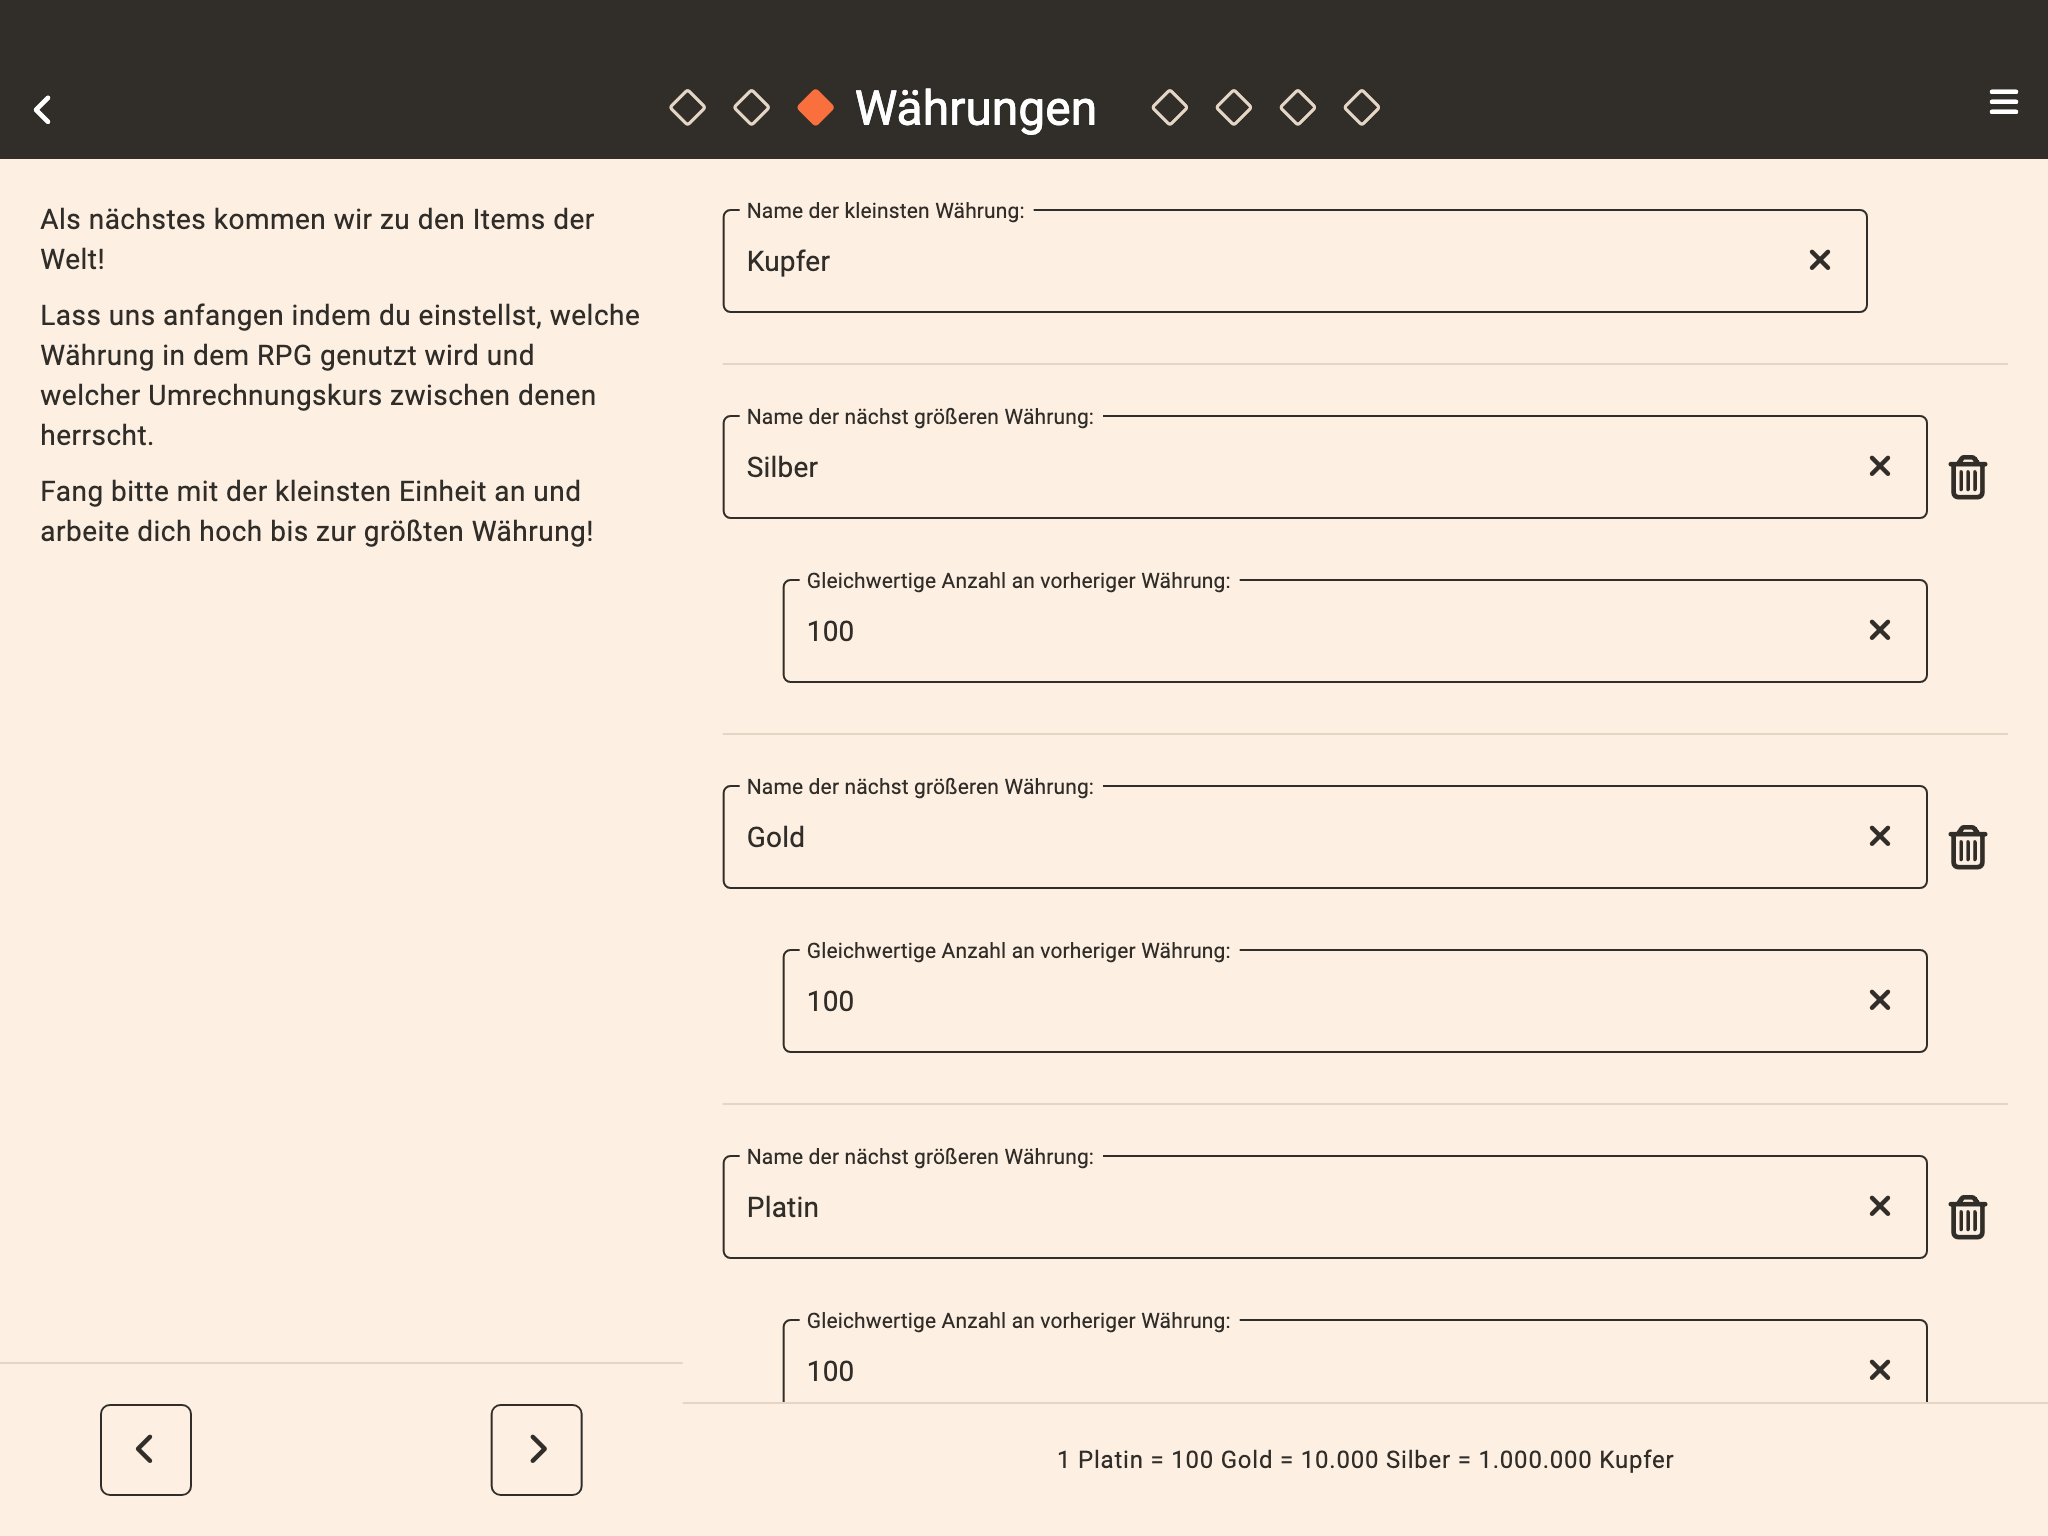 Währungen
Als nächstes kommen wir zu den Items der
Welt!
Lass uns anfangen indem du einstellst, welche
Währung in dem RPG genutzt wird und
welcher Umrechnungskurs zwischen denen
herrscht.
Fang bitte mit der kleinsten Einheit an und
arbeite dich hoch bis zur größten Währung!
Name der kleinsten Währung:
Kupfer
Name der nächst größeren Währung:
Silber
Gleichwertige Anzahl an vorheriger Währung:
100
Name der nächst größeren Währung:
Gold
Gleichwertige Anzahl an vorheriger Währung:
100
Name der nächst größeren Währung:
Platin
Gleichwertige Anzahl an vorheriger Währung:
100
1 Platin = 100 Gold = 10.000 Silber = 1.000.000 Kupfer